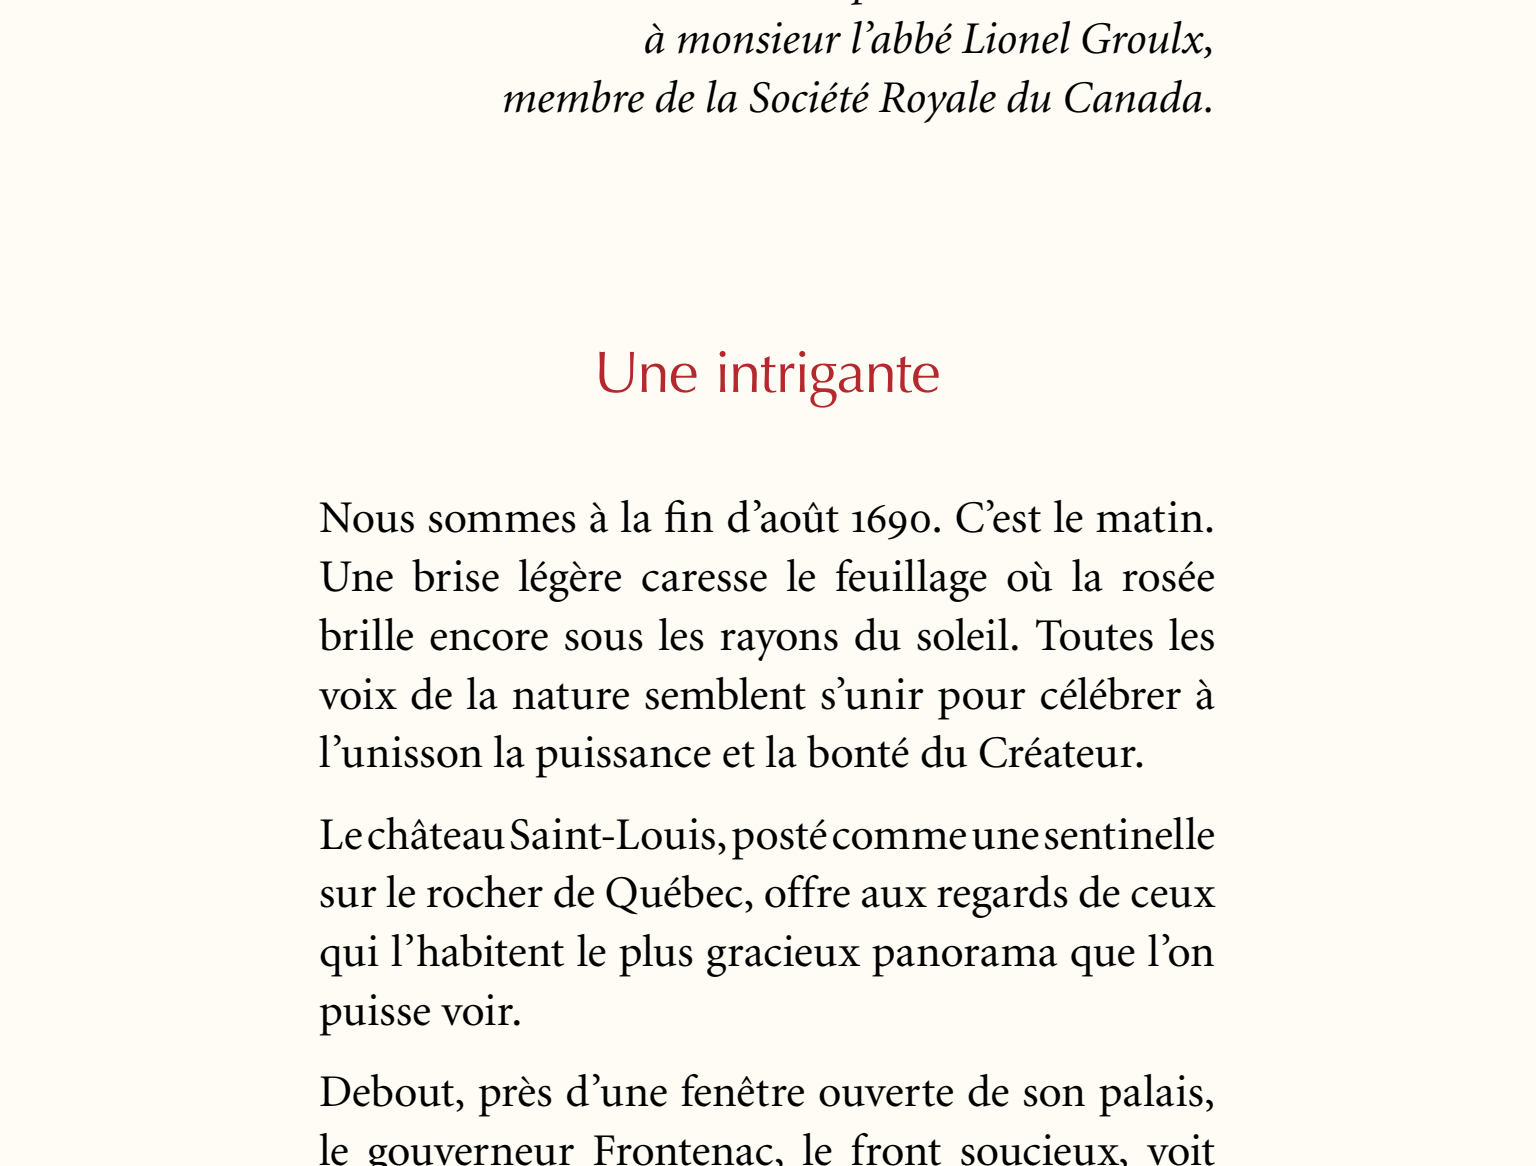 à monsieur l’abbé Lionel Groulx,
membre de la Société Royale du Canada.
Une intrigante
Nous sommes à la fin d’août 1690. C’est le matin.
Une brise légère caresse le feuillage où la rosée
brille encore sous les rayons du soleil. Toutes les
voix de la nature semblent s’unir pour célébrer à
l’unisson la puissance et la bonté du Créateur.
Le château Saint-Louis, posté comme une sentinelle
sur le rocher de Québec, offre aux regards de ceux
qui l’habitent le plus gracieux panorama que l’on
puisse voir.
Debout, près d’une fenêtre ouverte de son palais,
le gouverneur Frontenac, le front soucieux, voit